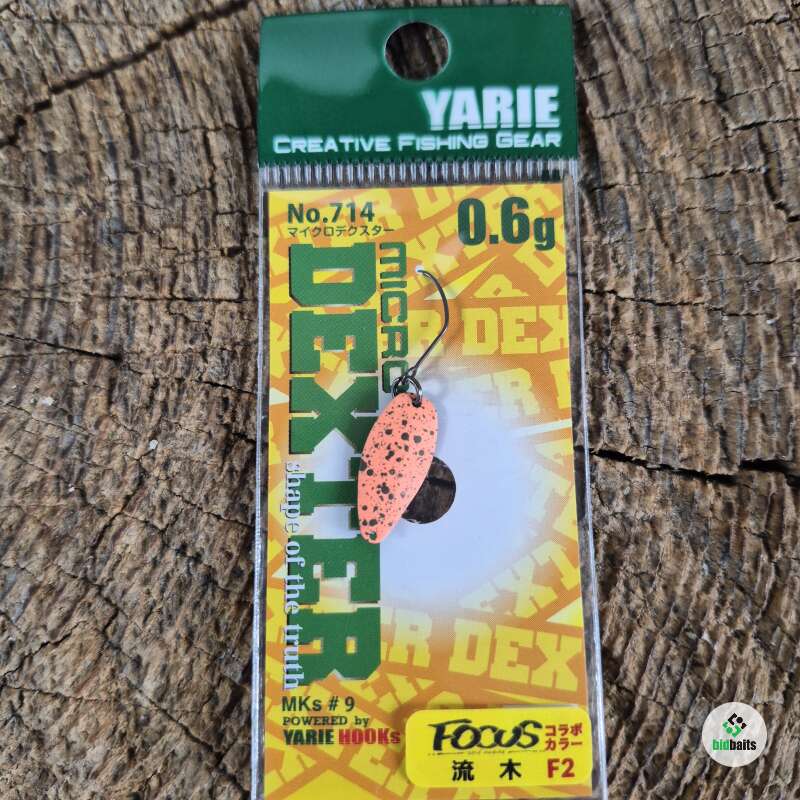 YARIE
CREATIVE FISHING GEAR
No.714
マイクロデクスター
0.6g
MICRO
DEXTER
shape of the truth
MKs # 9
POWERED by
YARIE HOOKs
FOCUS
コラボ
カラー
流木 F2
bidbaits